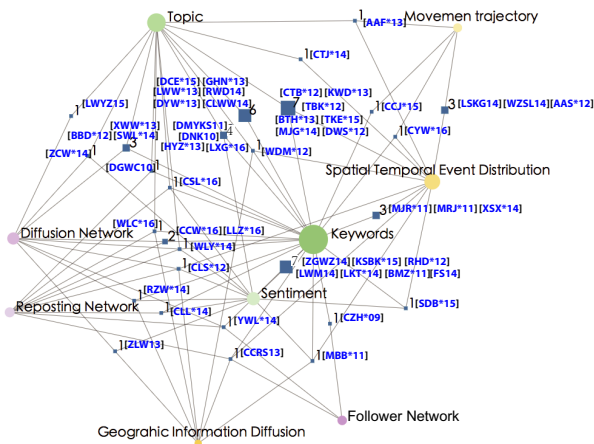 Topic
Movemen trajectory
1 [AAF*13]
1 [CTJ*14]
[DCE*15] [GHN*13]
[LWW*13] [RWD14
[DYW*13] [CLWW14]
6
[CTB*12] [KWD*13]
7 [TBK*12]
[BTH*13] [TKE*15]
[MJG*14] [DWS*12]
1 [CCJ*15]
3 [LSKG14] [WZSL14] [AAS*12]
1 [LWYZ15]
[XWW*13]
[BBD*12] [SWL*14]
3
[DMYKS11]
[DNK10] 4
[HYZ*13] [LXG*16]
1 [CYW*16]
[ZCW*14] 1
[DGWC10] 1
1 [WDM*12]
Spatial Temporal Event Distribution
1 [CSL*16]
3 [MJR*11] [MRJ*11] [XSX*14]
[WLC*16] 1
2 [CCW*16] [LLZ*16]
Diffusion Network
Keywords
1 [WLY*14]
1 [CLS*12]
7 [ZGWZ14] [KSBK*15] [RHD*12]
[LWM14] [LKT*14] [BMZ*11] [FS14]
[RZW*14] 1
Sentiment
Reposting Network
1 [CLL*14]
1 [SDB*15]
1 [YWL*14]
1 [CZH*09]
1 [ZLW13]
1 [CCRS13]
1 [MBB*11]
Follower Network
Geograhic Information Diffusion